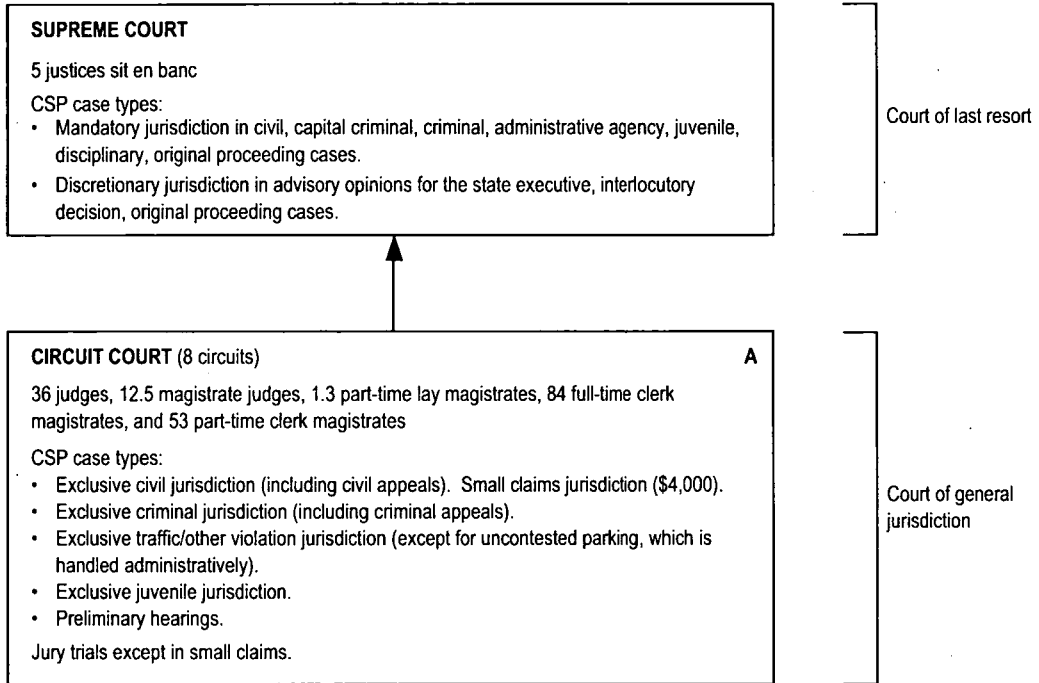 SUPREME COURT
5 justices sit en banc
CSP case types:
• Mandatory jurisdiction in civil, capital criminal, criminal, administrative agency, juvenile,
disciplinary, original proceeding cases.
• Discretionary jurisdiction in advisory opinions for the state executive, interlocutory
decision, original proceeding cases.
Court of last resort
CIRCUIT COURT (8 circuits) A
36 judges, 12.5 magistrate judges, 1.3 part-time lay magistrates, 84 full-time clerk
magistrates, and 53 part-time clerk magistrates
CSP case types:
• Exclusive civil jurisdiction (including civil appeals). Small claims jurisdiction ($4,000).
• Exclusive criminal jurisdiction (including criminal appeals).
• Exclusive traffic/other violation jurisdiction (except for uncontested parking, which is
handled administratively).
• Exclusive juvenile jurisdiction.
• Preliminary hearings.
Jury trials except in small claims.
Court of general
jurisdiction